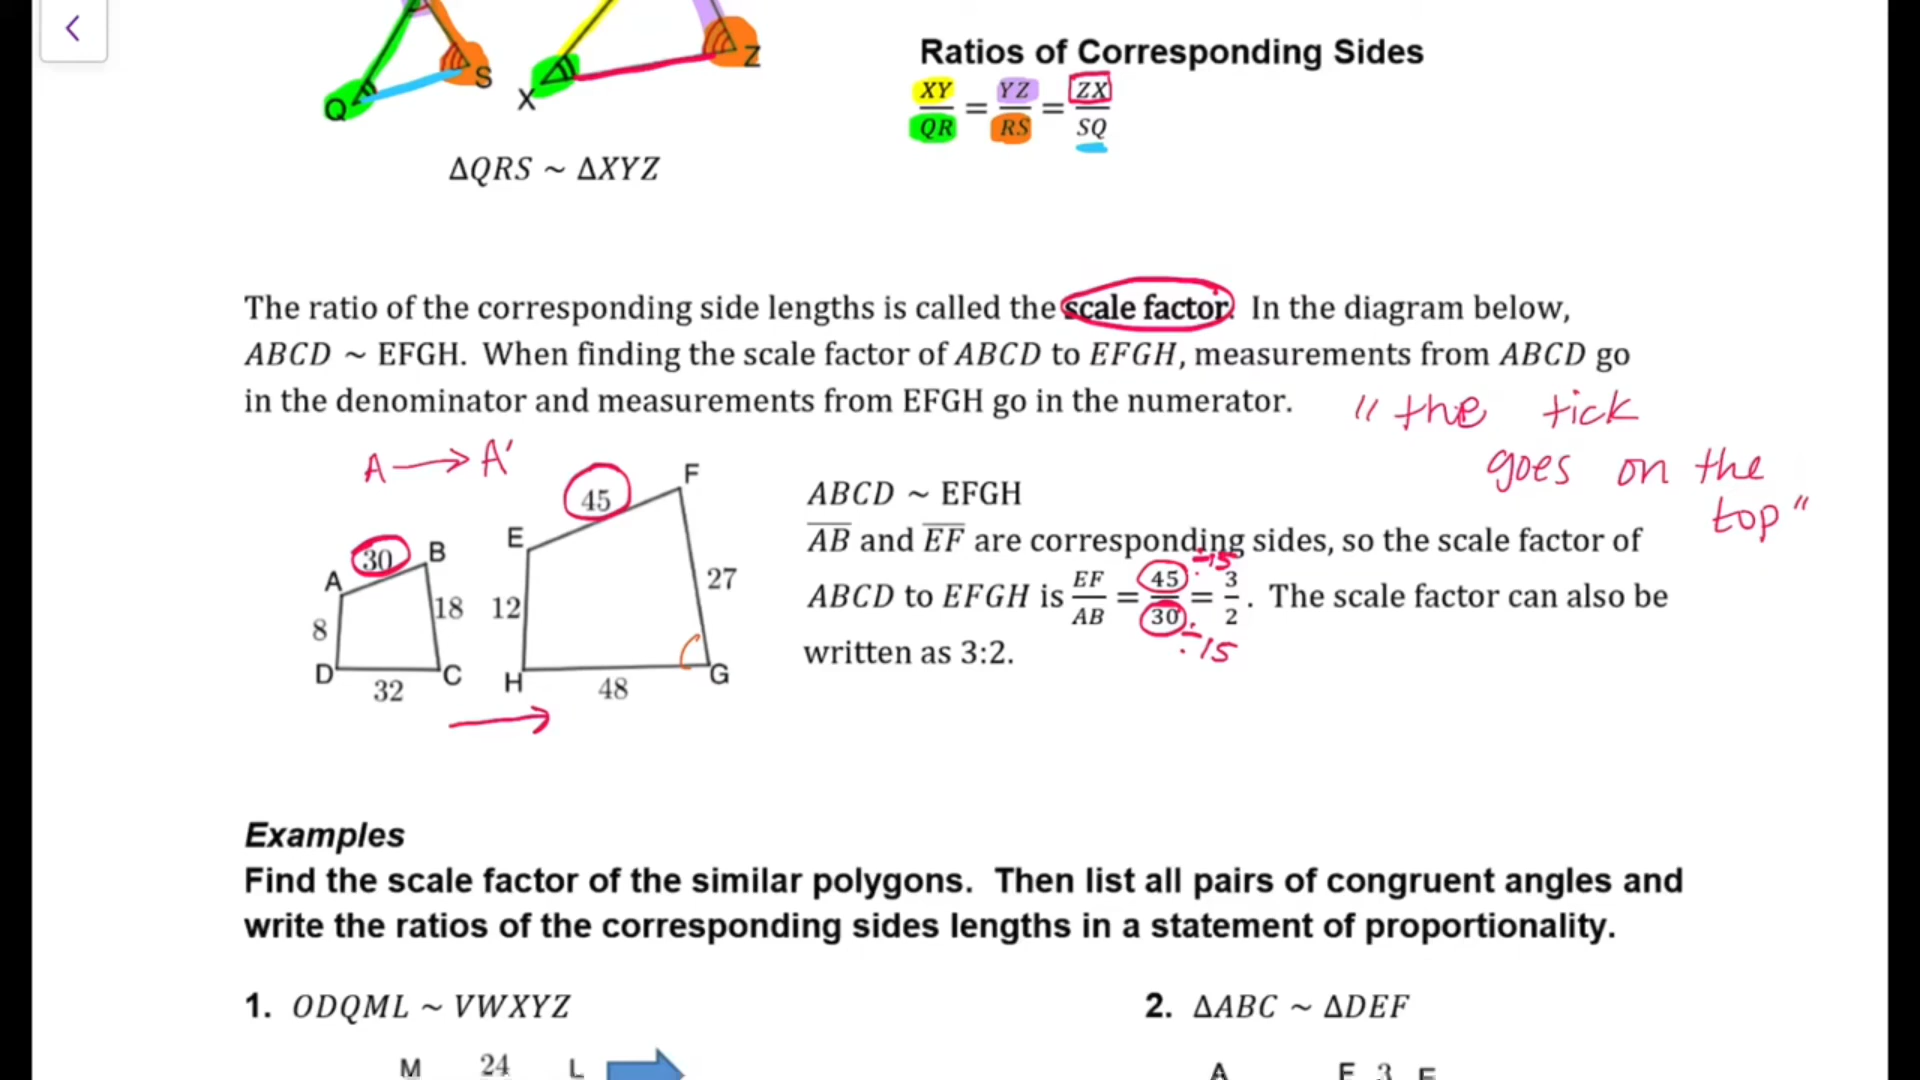 Q
S
X
Z
ΔQRS ~ ΔXYZ
Ratios of Corresponding Sides
XY/QR = YZ/RS = ZX/SQ
The ratio of the corresponding side lengths is called the scale factor. In the diagram below,
ABCD ~ EFGH. When finding the scale factor of ABCD to EFGH, measurements from ABCD go
in the denominator and measurements from EFGH go in the numerator.
"the tick
goes on the
top"
A → A'
A
30
B
8
18
D
32
C
E
45
F
12
27
H
48
G
ABCD ~ EFGH
AB and EF are corresponding sides, so the scale factor of
ABCD to EFGH is EF/AB = 45/30 = 3/2. The scale factor can also be
÷15
÷15
written as 3:2.
Examples
Find the scale factor of the similar polygons. Then list all pairs of congruent angles and
write the ratios of the corresponding sides lengths in a statement of proportionality.
1. ODQML ~ VWXYZ
M 24 L
2. ΔABC ~ ΔDEF
A
3